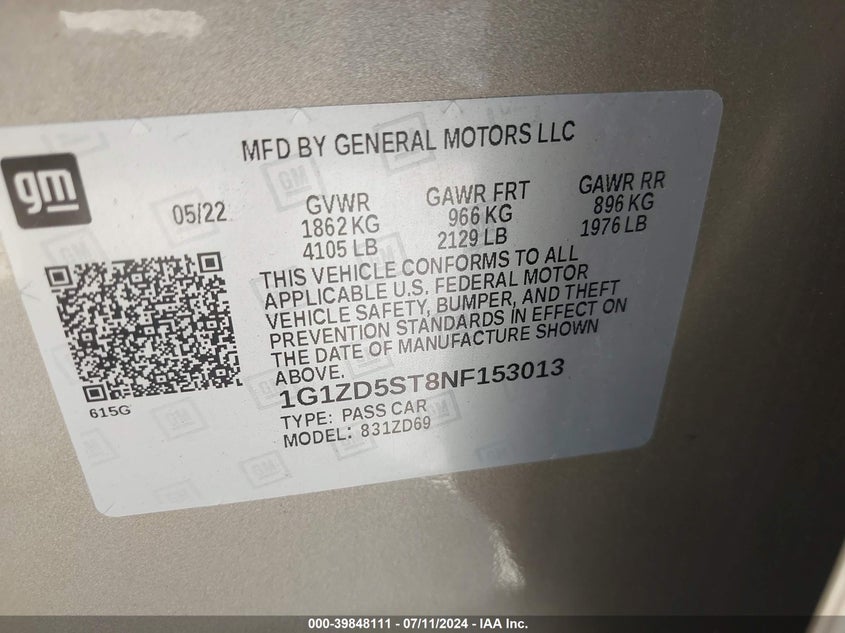 MFD BY GENERAL MOTORS LLC
gm
05/22
GVWR
1862 KG
4105 LB
GAWR FRT
966 KG
2129 LB
GAWR RR
896 KG
1976 LB
THIS VEHICLE CONFORMS TO ALL
APPLICABLE U.S. FEDERAL MOTOR
VEHICLE SAFETY, BUMPER, AND THEFT
PREVENTION STANDARDS IN EFFECT ON
THE DATE OF MANUFACTURE SHOWN
ABOVE.
1G1ZD5ST8NF153013
TYPE: PASS CAR
MODEL: 831ZD69
615G
000-39848111 - 07/11/2024 - IAA Inc.